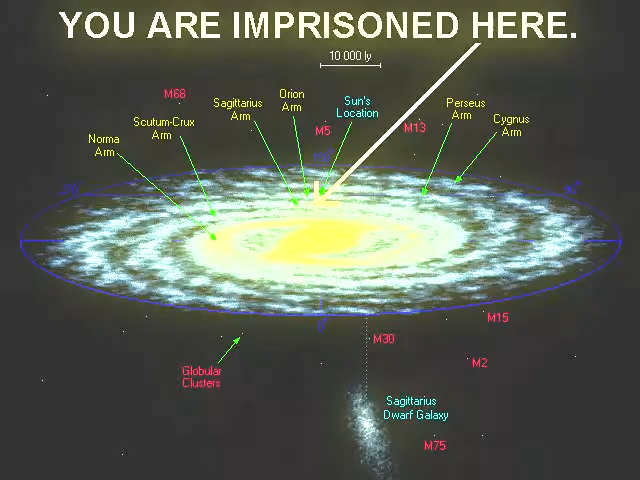 YOU ARE IMPRISONED HERE.
10 000 ly
M68
Sagittarius
Arm
Orion
Arm
Sun's
Location
Perseus
Arm
Cygnus
Arm
Scutum-Crux
Arm
M5
M13
Norma
Arm
180°
M15
M30
M2
Globular
Clusters
Sagittarius
Dwarf Galaxy
M75